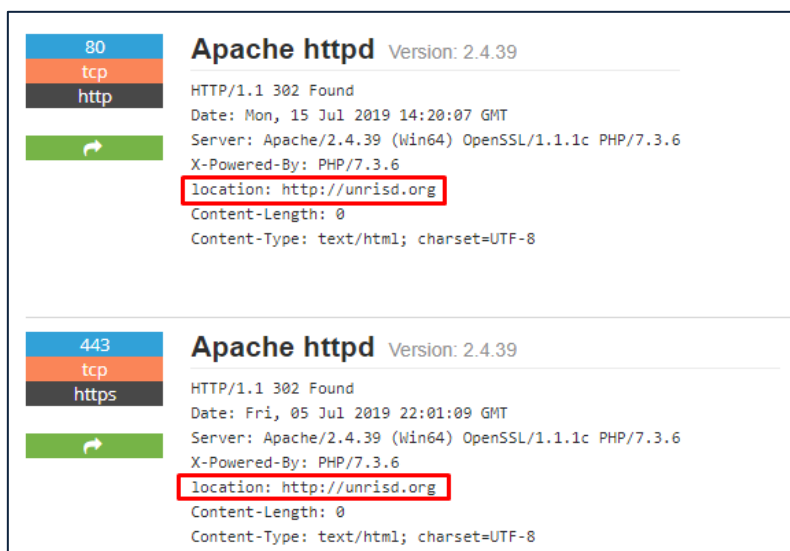 80
tcp
http
Apache httpd Version: 2.4.39
HTTP/1.1 302 Found
Date: Mon, 15 Jul 2019 14:20:07 GMT
Server: Apache/2.4.39 (Win64) OpenSSL/1.1.1c PHP/7.3.6
X-Powered-By: PHP/7.3.6
location: http://unrisd.org
Content-Length: 0
Content-Type: text/html; charset=UTF-8
443
tcp
https
Apache httpd Version: 2.4.39
HTTP/1.1 302 Found
Date: Fri, 05 Jul 2019 22:01:09 GMT
Server: Apache/2.4.39 (Win64) OpenSSL/1.1.1c PHP/7.3.6
X-Powered-By: PHP/7.3.6
location: http://unrisd.org
Content-Length: 0
Content-Type: text/html; charset=UTF-8